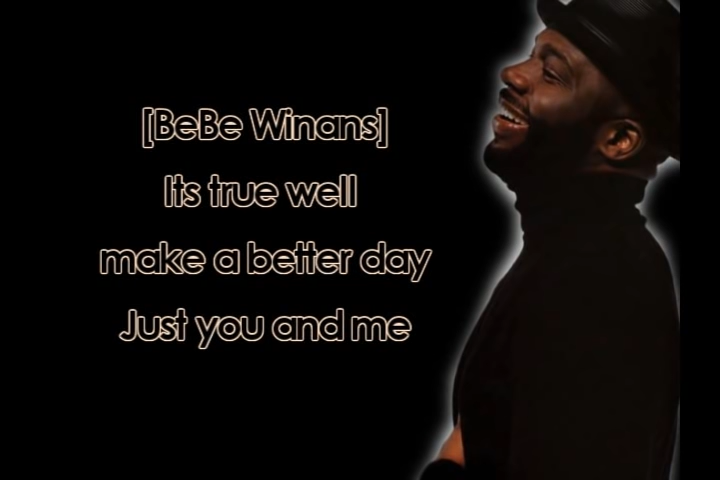 [BeBe Winans]
Its true well
make a better day
Just you and me